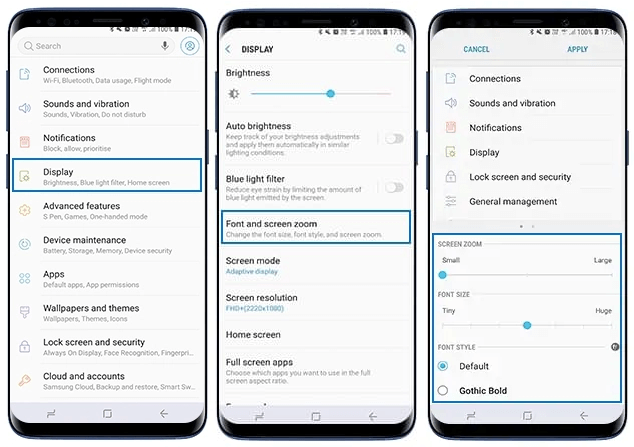 100% 17:19
Search
Connections
Wi-Fi, Bluetooth, Data usage, Flight mode
Sounds and vibration
Sounds, Vibration, Do not disturb
Notifications
Block, allow, prioritise
Display
Brightness, Blue light filter, Home screen
Advanced features
S Pen, Games, One-handed mode
Device maintenance
Battery, Storage, Memory, Device security
Apps
Default apps, App permissions
Wallpapers and themes
Wallpapers, Themes, Icons
Lock screen and security
Always On Display, Face Recognition, Fingerpri...
Cloud and accounts
Samsung Cloud, Backup and restore, Smart Sw...
100%
DISPLAY
Brightness
Auto brightness
Keep track of your brightness adjustments
and apply them automatically in similar
lighting conditions.
Blue light filter
Reduce eye strain by limiting the amount of
blue light emitted by the screen.
Font and screen zoom
Change the font size, font style, and screen zoom.
Screen mode
Adaptive display
Screen resolution
FHD+(2220x1080)
Home screen
Full screen apps
Choose which apps you want to use in the full
screen aspect ratio.
100% 17:18
CANCEL
APPLY
Connections
Sounds and vibration
Notifications
Display
Lock screen and security
General management
SCREEN ZOOM
Small Large
FONT SIZE
Tiny Huge
FONT STYLE
Default
Gothic Bold